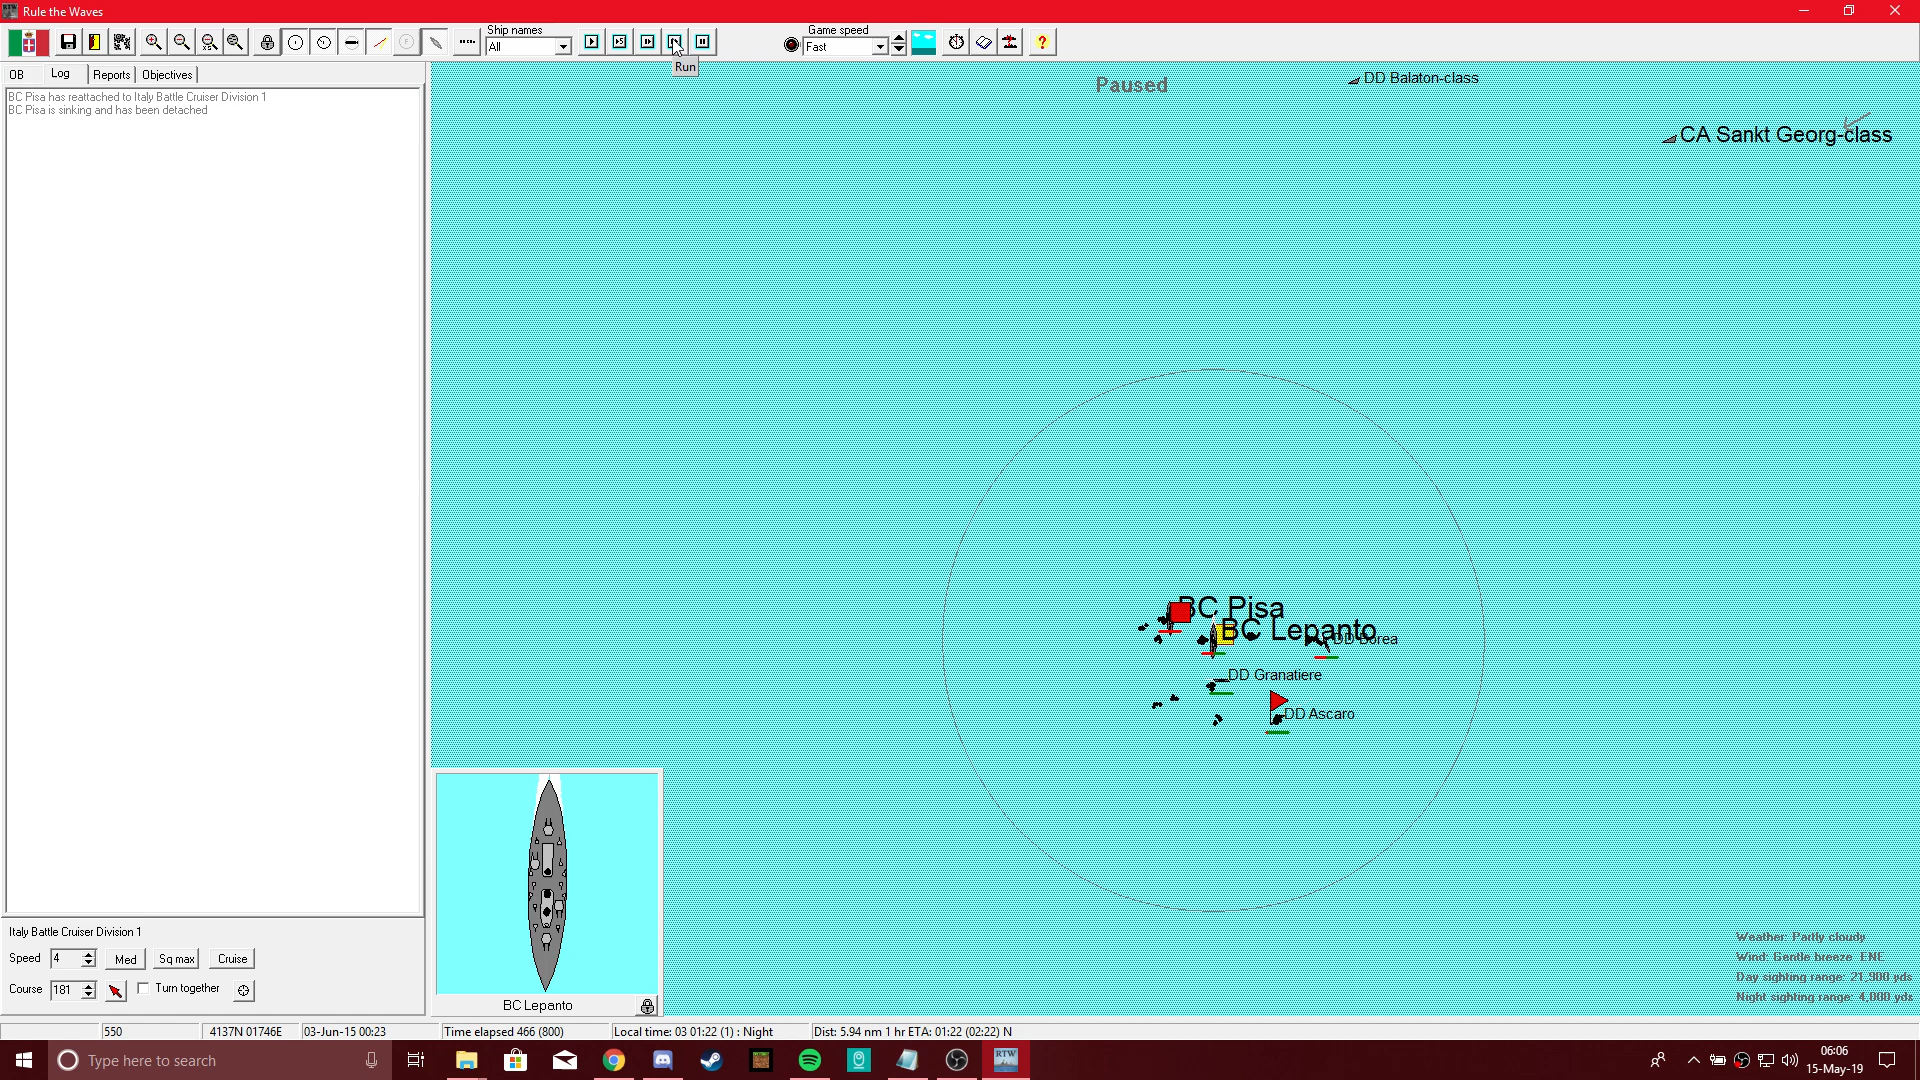 Rule the Waves
Ship names
All
Game speed
Fast
Run
OB
Log
Reports
Objectives
BC Pisa has reattached to Italy Battle Cruiser Division 1
BC Pisa is sinking and has been detached
Paused
DD Balaton-class
CA Sankt Georg-class
BC Pisa
BC Lepanto
DD Borea
DD Granatiere
DD Ascaro
Weather: Partly cloudy
Wind: Gentle breeze ENE
Day sighting range: 21,900 yds
Night sighting range: 4,000 yds
BC Lepanto
Italy Battle Cruiser Division 1
Speed 4 Med Sq max Cruise
Course 181 Turn together
550 4137N 01746E 03-Jun-15 00:23 Time elapsed 466 (800) Local time: 03 01:22 (1) : Night Dist: 5.94 nm 1 hr ETA: 01:22 (02:22) N
Type here to search
RTW
06:06
15-May-19